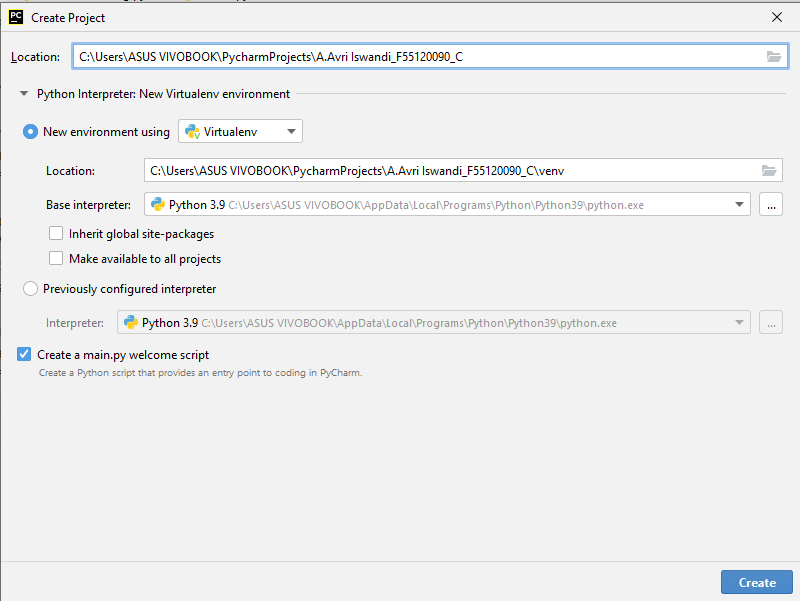 PC Create Project
Location: C:\Users\ASUS VIVOBOOK\PycharmProjects\A.Avri Iswandi_F55120090_C
Python Interpreter: New Virtualenv environment
New environment using Virtualenv
Location: C:\Users\ASUS VIVOBOOK\PycharmProjects\A.Avri Iswandi_F55120090_C\venv
Base interpreter: Python 3.9 C:\Users\ASUS VIVOBOOK\AppData\Local\Programs\Python\Python39\python.exe ...
Inherit global site-packages
Make available to all projects
Previously configured interpreter
Interpreter: Python 3.9 C:\Users\ASUS VIVOBOOK\AppData\Local\Programs\Python\Python39\python.exe ...
Create a main.py welcome script
Create a Python script that provides an entry point to coding in PyCharm.
Create